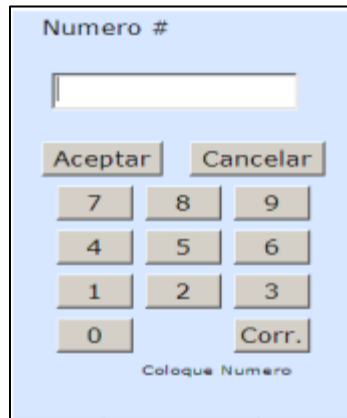 Numero #
Aceptar Cancelar
7 8 9
4 5 6
1 2 3
0 Corr.
Coloque Numero